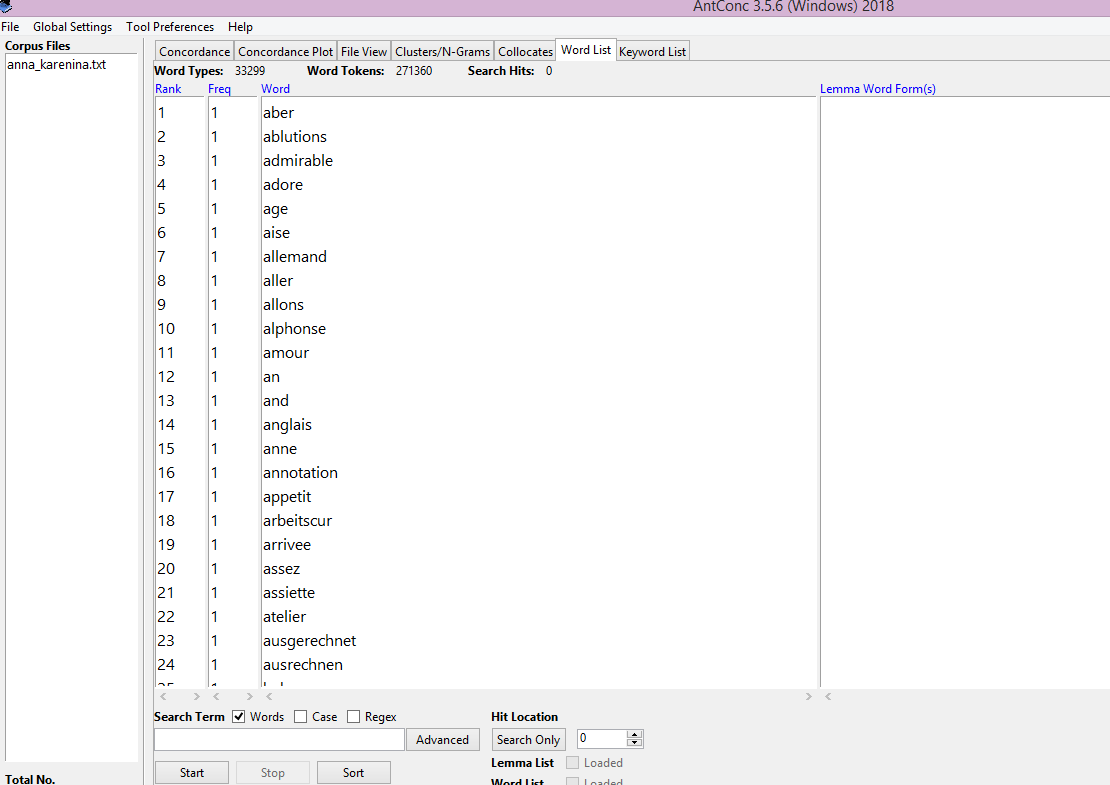 AntConc 3.5.6 (Windows) 2018
File Global Settings Tool Preferences Help
Corpus Files
anna_karenina.txt
Concordance Concordance Plot File View Clusters/N-Grams Collocates Word List Keyword List
Word Types: 33299 Word Tokens: 271360 Search Hits: 0
Rank Freq Word Lemma Word Form(s)
1 1 aber
2 1 ablutions
3 1 admirable
4 1 adore
5 1 age
6 1 aise
7 1 allemand
8 1 aller
9 1 allons
10 1 alphonse
11 1 amour
12 1 an
13 1 and
14 1 anglais
15 1 anne
16 1 annotation
17 1 appetit
18 1 arbeitscur
19 1 arrivee
20 1 assez
21 1 assiette
22 1 atelier
23 1 ausgerechnet
24 1 ausrechnen
Search Term Words Case Regex Hit Location
Advanced Search Only 0
Lemma List Loaded
Start Stop Sort
Word List Loaded
Total No.